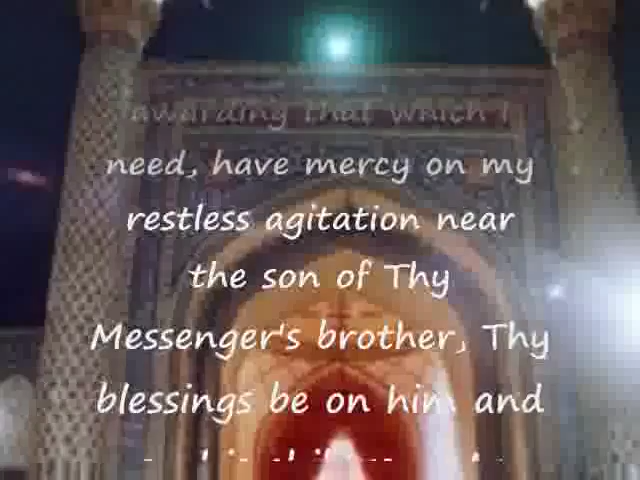 awarding that which I
need, have mercy on my
restless agitation near
the son of Thy
Messenger's brother, Thy
blessings be on him and